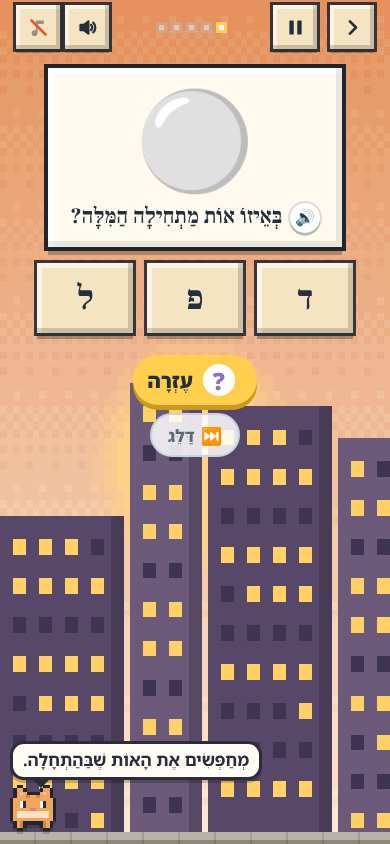 בְּאֵיזוֹ אוֹת מַתְחִילָה הַמִּלָּה?
ד
פ
ל
? עֶזְרָה
דַּלֵּג
מְחַפְּשִׂים אֶת הָאוֹת שֶׁבַּהַתְחָלָה.